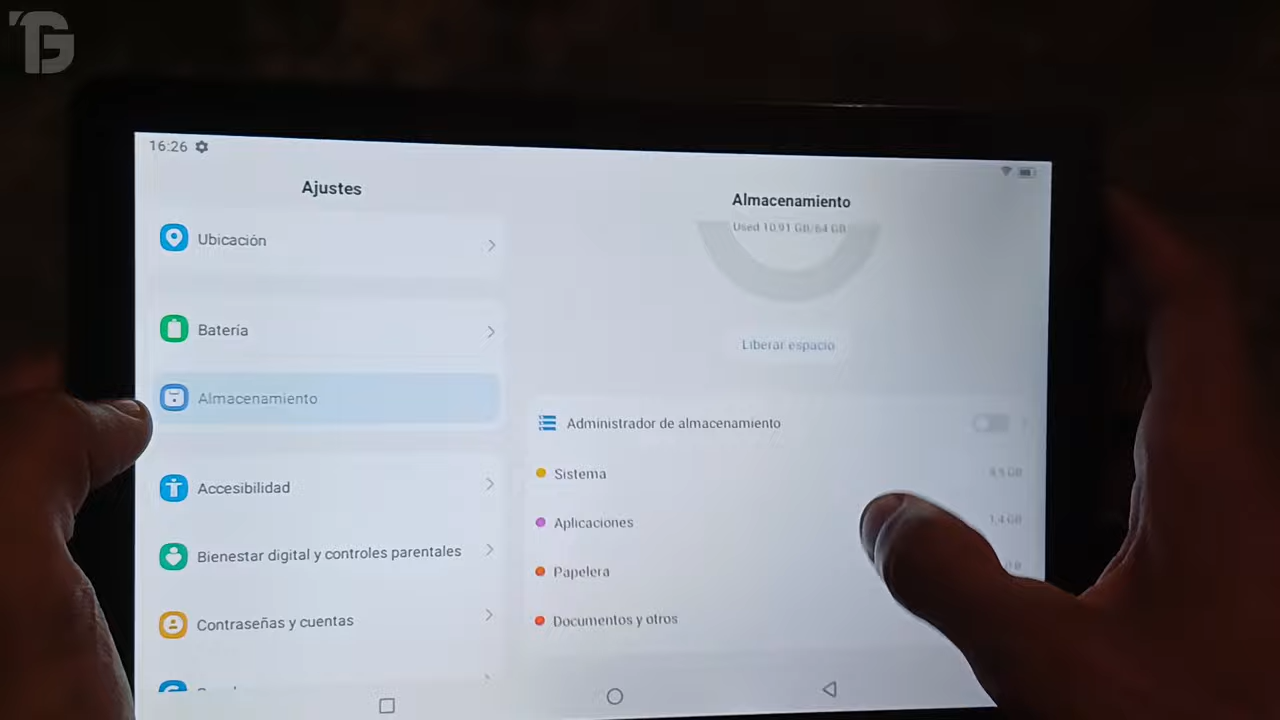 TG
16:26
Ajustes
Ubicación
Batería
Almacenamiento
Accesibilidad
Bienestar digital y controles parentales
Contraseñas y cuentas
Almacenamiento
Used 10.91 GB/64 GB
Liberar espacio
Administrador de almacenamiento
Sistema
9,5 GB
Aplicaciones
1,4 GB
Papelera
Documentos y otros